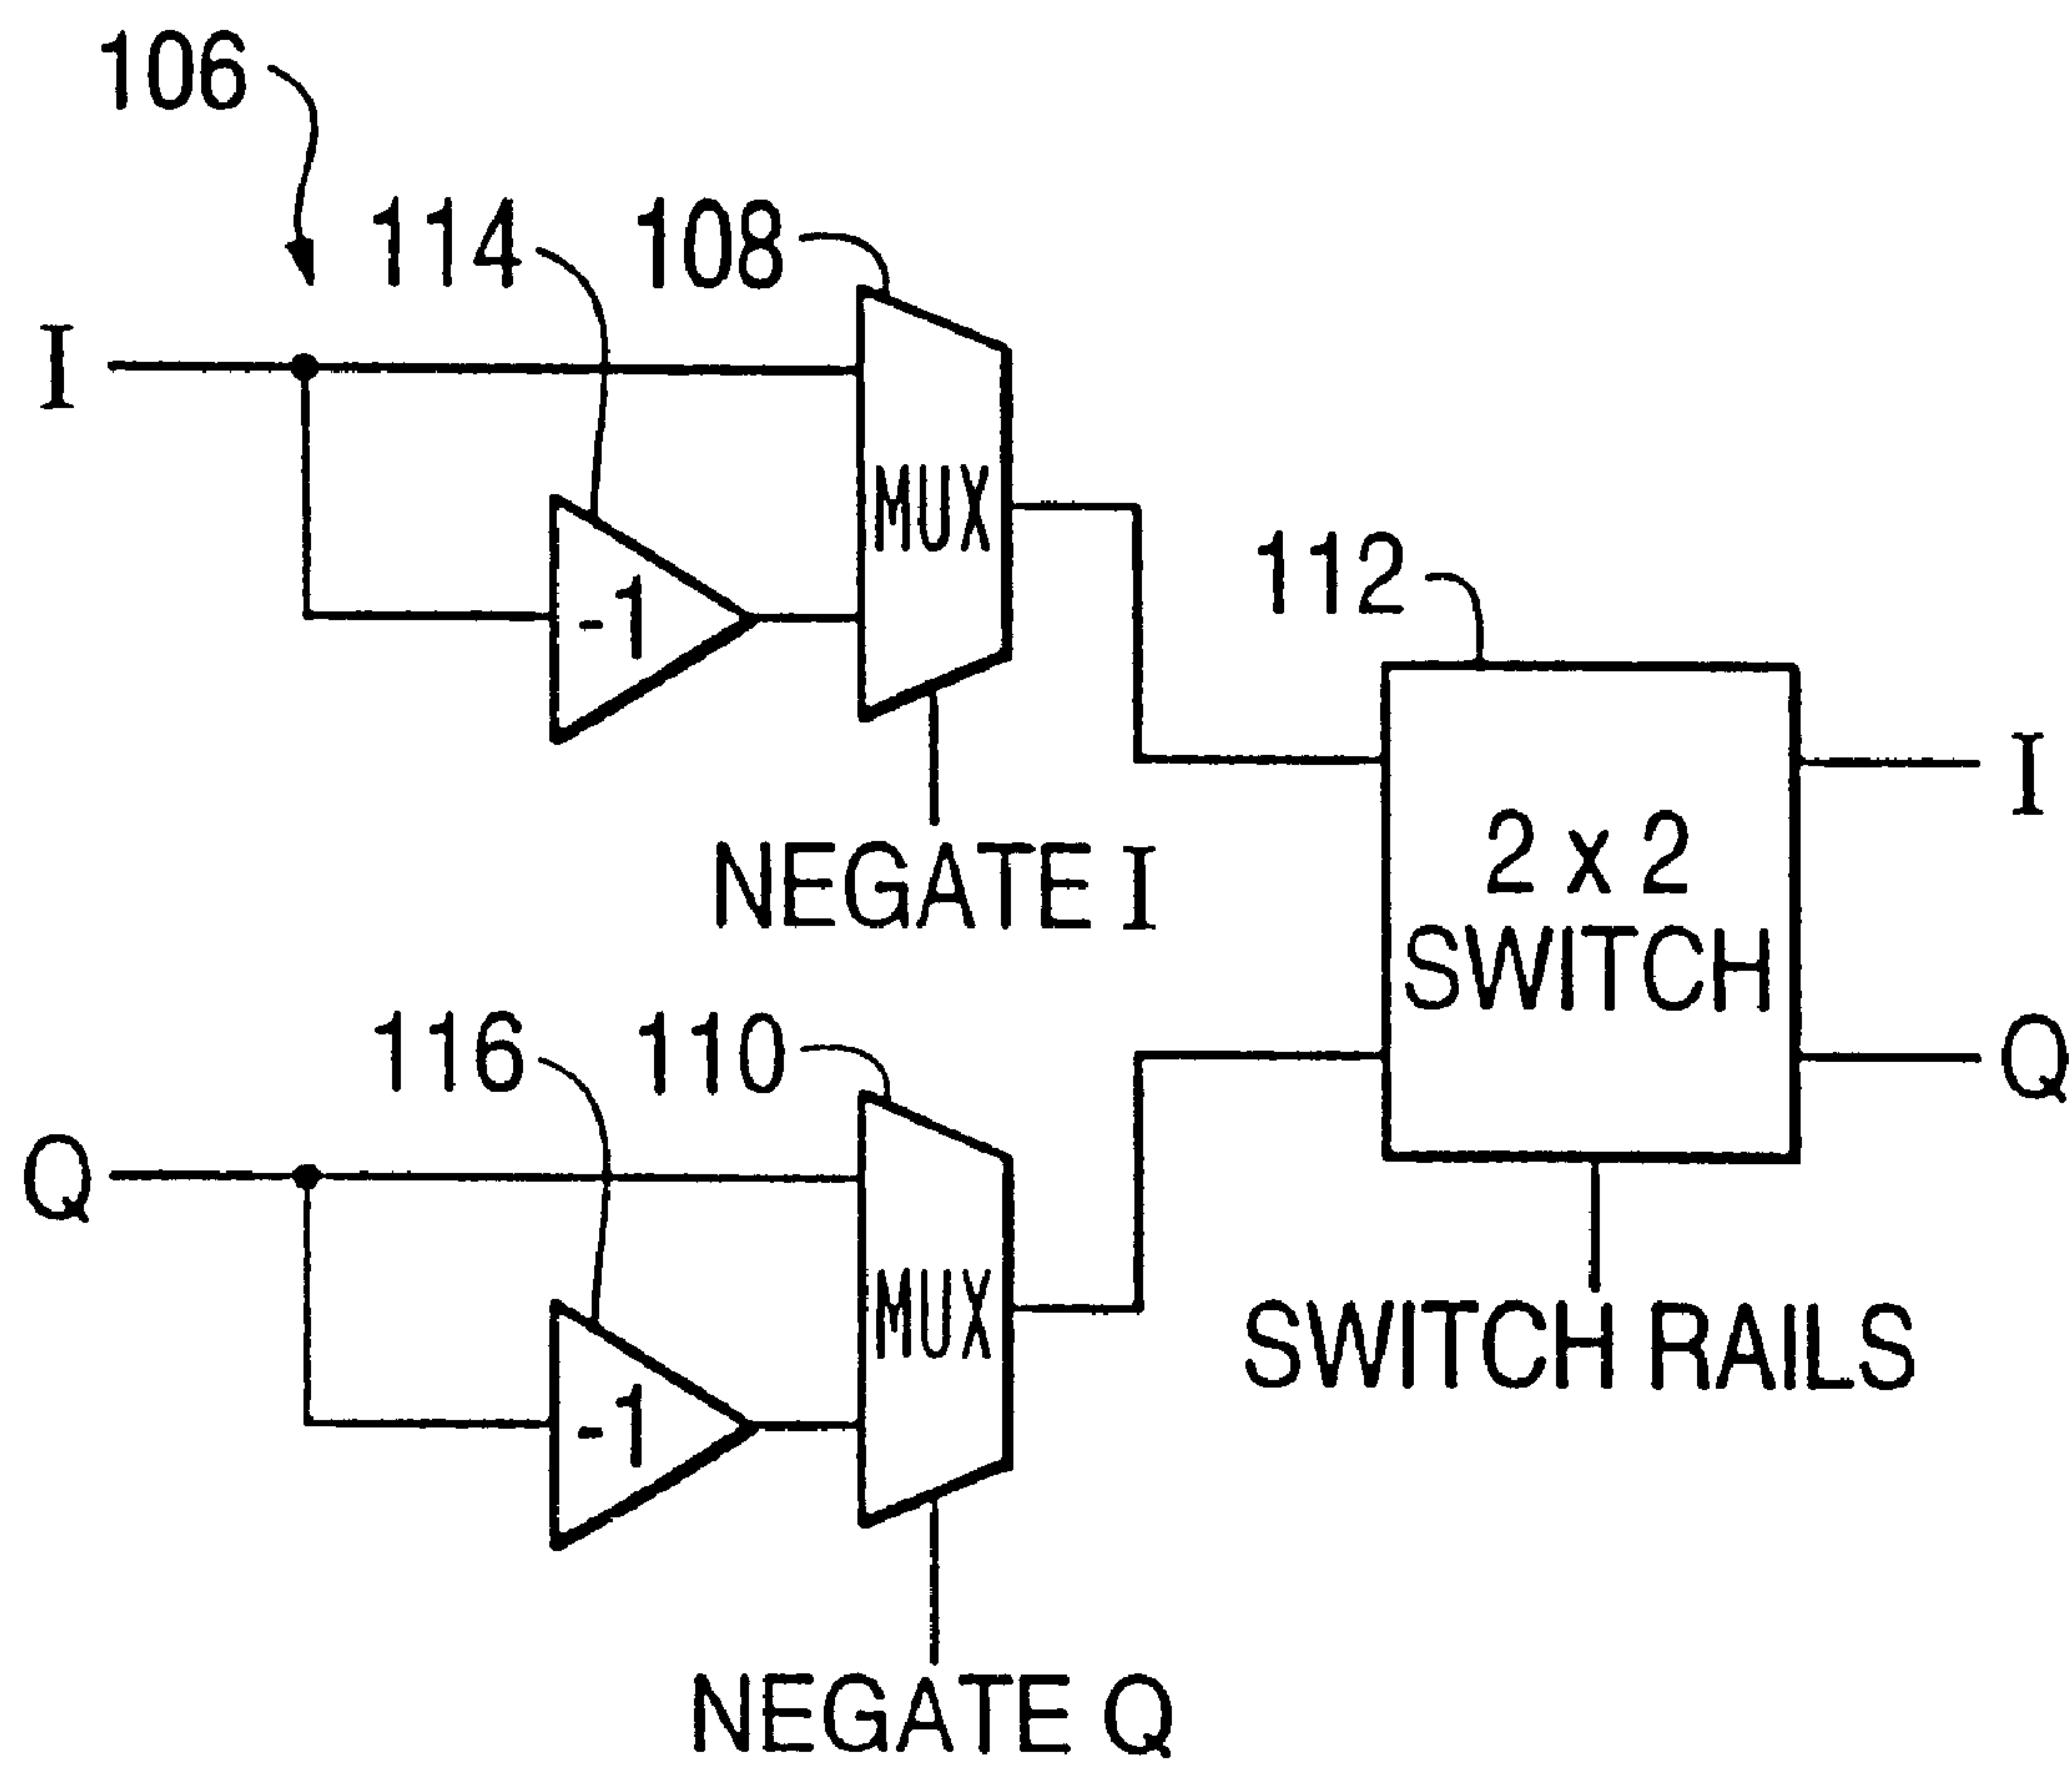 106
114
108
I
MUX
-1
112
NEGATE I
I
2 x 2
SWITCH
Q
116
110
Q
MUX
-1
SWITCH RAILS
NEGATE Q